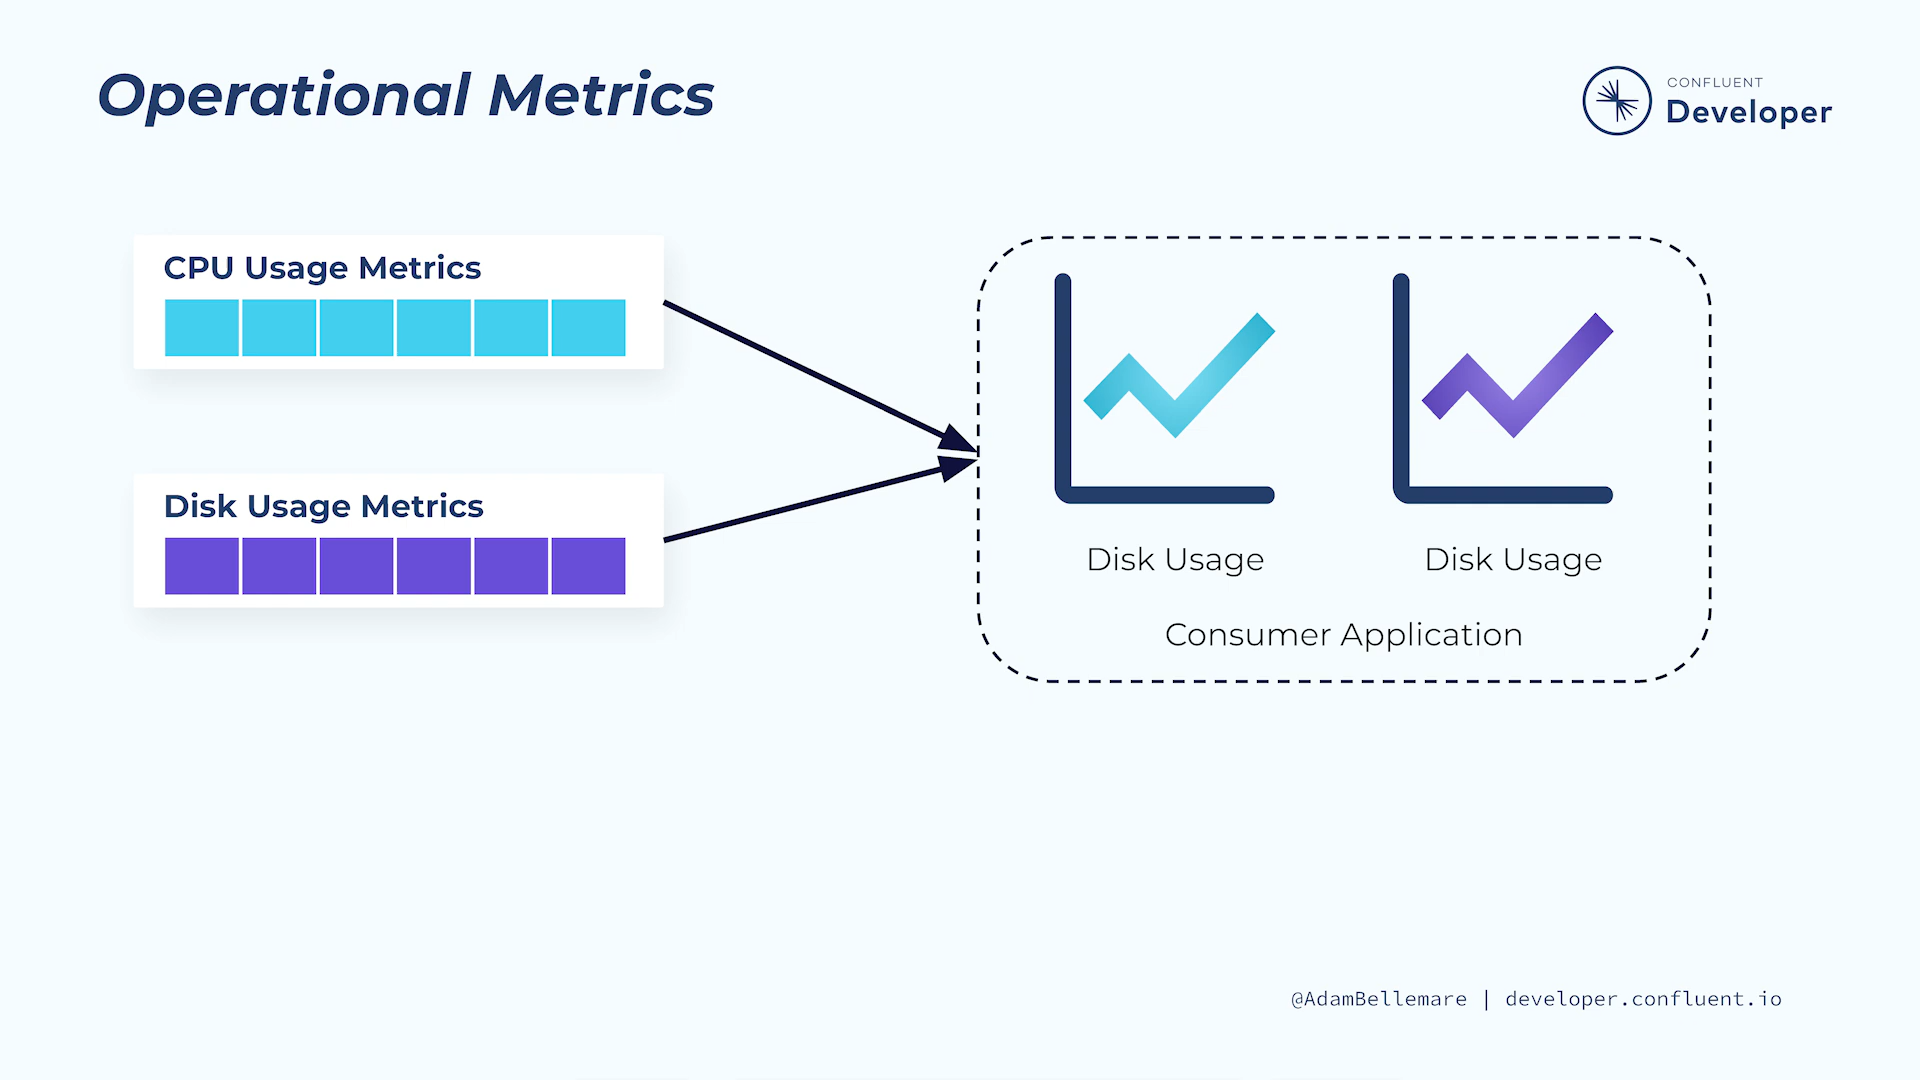 Operational Metrics
CONFLUENT
Developer
CPU Usage Metrics
Disk Usage Metrics
Disk Usage
Disk Usage
Consumer Application
@AdamBellemare | developer.confluent.io